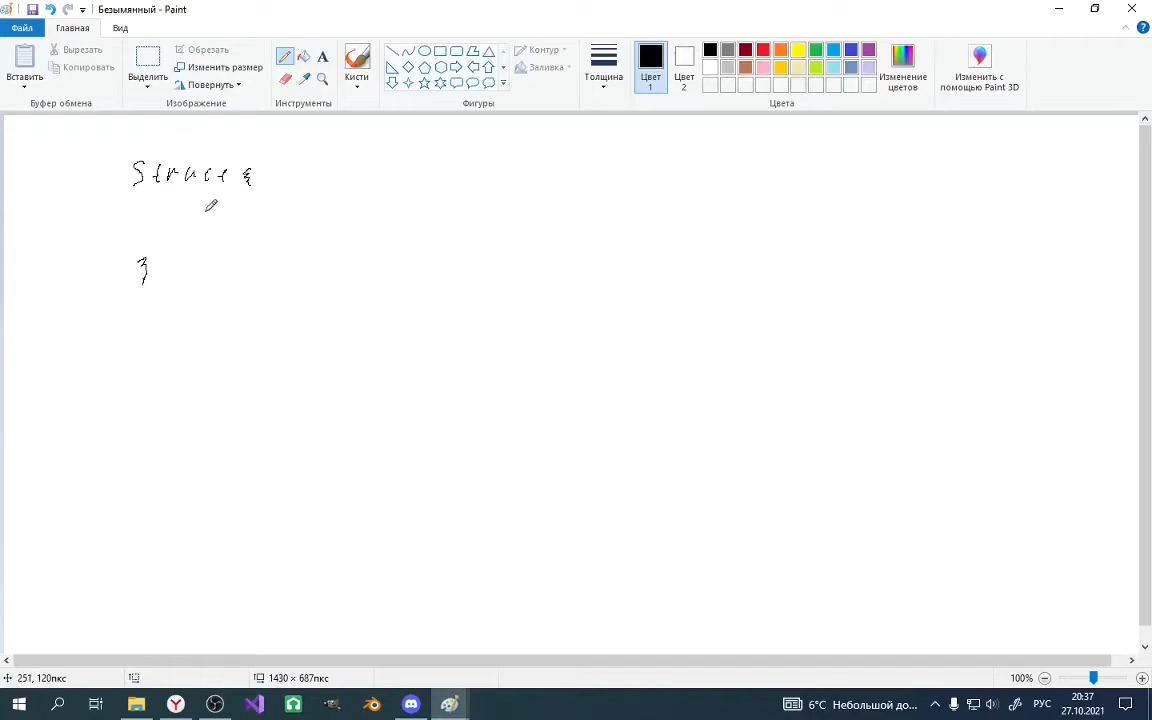 Безымянный - Paint
Файл Главная Вид
Вставить
Вырезать
Копировать
Буфер обмена
Выделить
Обрезать
Изменить размер
Повернуть
Изображение
Инструменты
Кисти
Фигуры
Контур
Заливка
Толщина
Цвет 1
Цвет 2
Изменение цветов
Цвета
Изменить с помощью Paint 3D
Struct {
}
251, 120пкс
1430 × 687пкс
100%
6°C Небольшой до...
РУС
20:37
27.10.2021